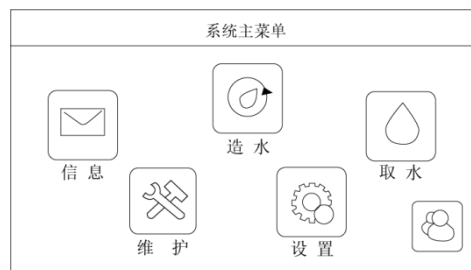 系统主菜单
造 水
信 息
取 水
维 护
设 置